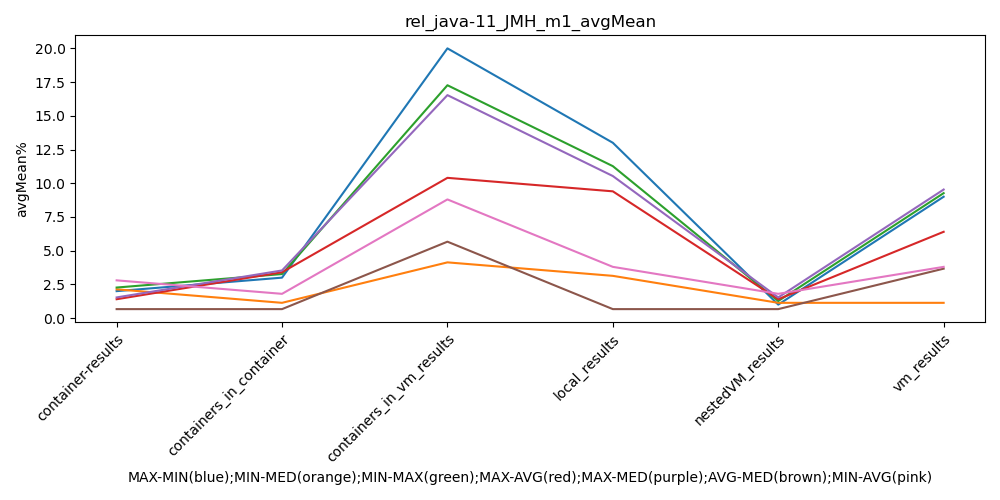 rel_java-11_JMH_m1_avgMean
20.0
17.5
15.0
12.5
10.0
7.5
5.0
2.5
0.0
avgMean%
container-results
containers_in_container
containers_in_vm_results
local_results
nestedVM_results
vm_results
MAX-MIN(blue);MIN-MED(orange);MIN-MAX(green);MAX-AVG(red);MAX-MED(purple);AVG-MED(brown);MIN-AVG(pink)